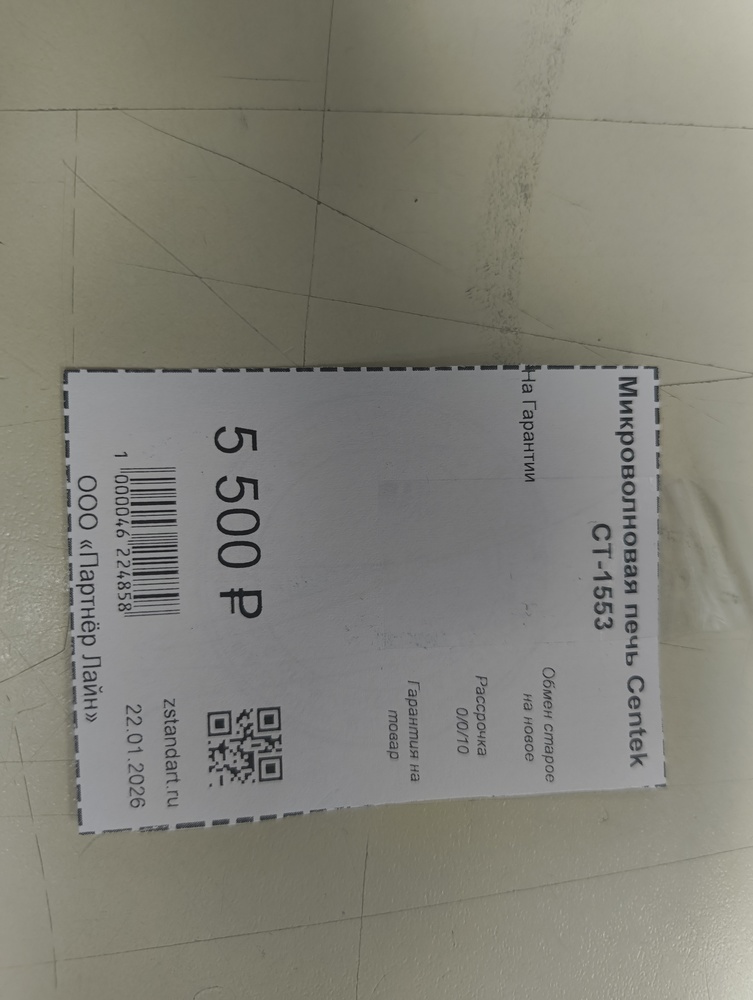 Микроволновая печь Centek
CT-1553
На Гарантии
Обмен старое
на новое
Рассрочка
0/0/10
Гарантия на
товар
5 500 ₽
1 000046 224858
zstandart.ru
22.01.2026
ООО «Партнёр Лайн»